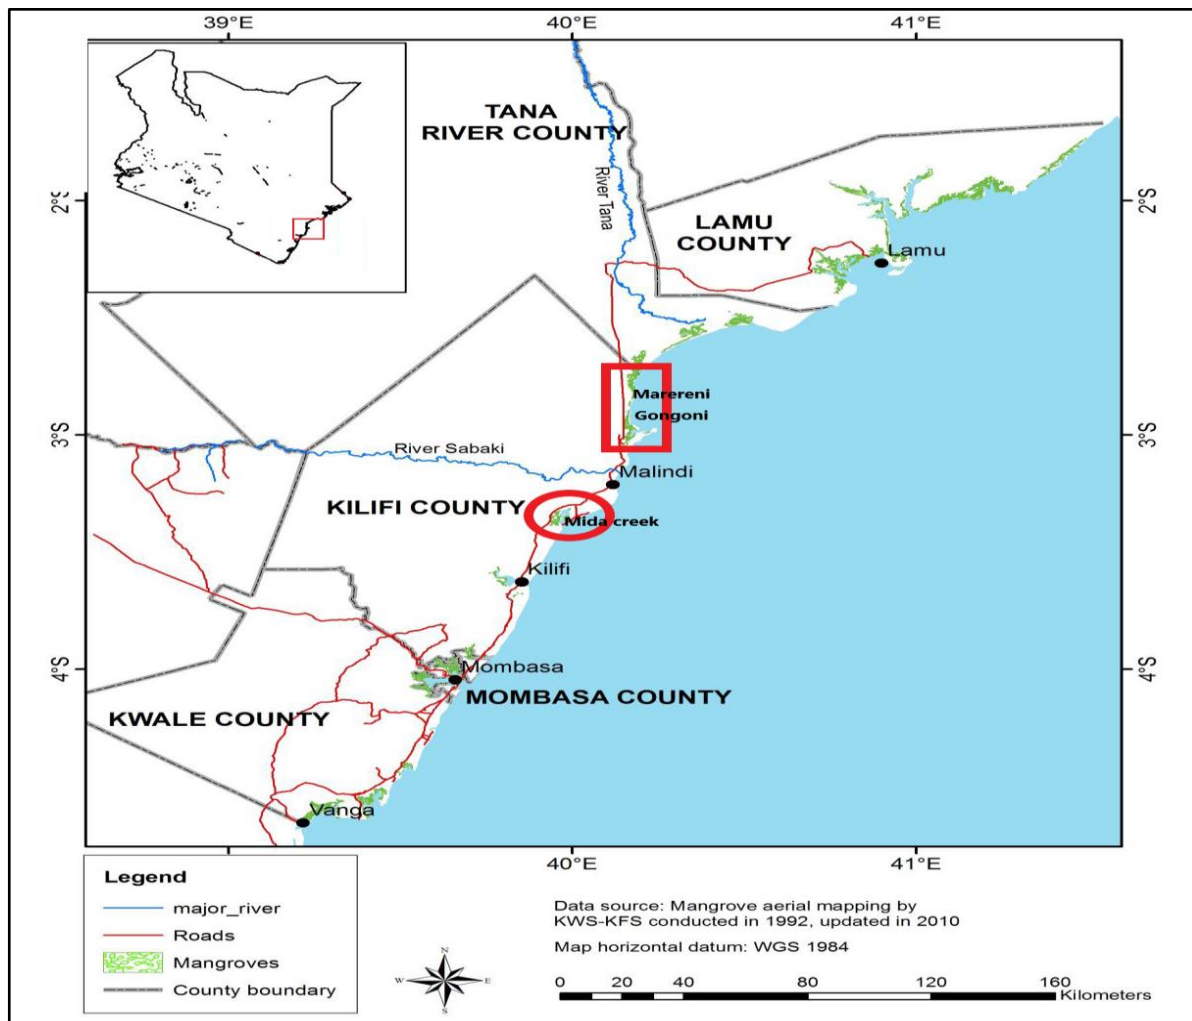 39°E
40°E
41°E
TANA
RIVER COUNTY
River Tana
2°S
2°S
LAMU
COUNTY
Lamu
Marereni
Gongoni
3°S
3°S
River Sabaki
Malindi
KILIFI COUNTY
Mida creek
Kilifi
4°S
4°S
Mombasa
MOMBASA COUNTY
KWALE COUNTY
Vanga
39°E
40°E
41°E
Legend
major_river
Roads
Mangroves
County boundary
N
W
E
S
Data source: Mangrove aerial mapping by
KWS-KFS conducted in 1992, updated in 2010
Map horizontal datum: WGS 1984
0 20 40 80 120 160
Kilometers